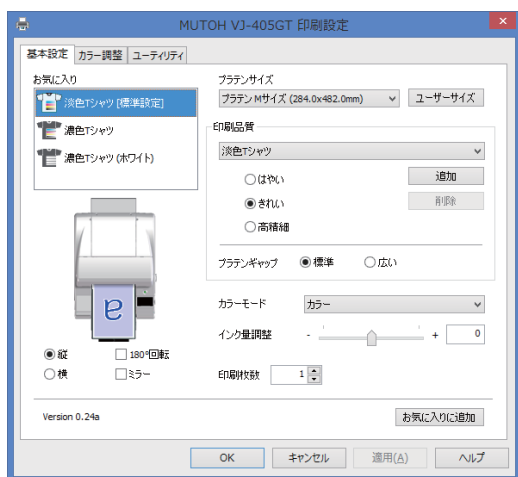 MUTOH VJ-405GT 印刷設定
基本設定 カラー調整 ユーティリティ
お気に入り
淡色Tシャツ [標準設定]
濃色Tシャツ
濃色Tシャツ (ホワイト)
a
縦 180°回転
横 ミラー
プラテンサイズ
プラテン Mサイズ (284.0x482.0mm) ユーザーサイズ
印刷品質
淡色Tシャツ
はやい 追加
きれい 削除
高精細
プラテンギャップ 標準 広い
カラーモード カラー
インク量調整 - + 0
印刷枚数 1
Version 0.24a お気に入りに追加
OK キャンセル 適用(A) ヘルプ